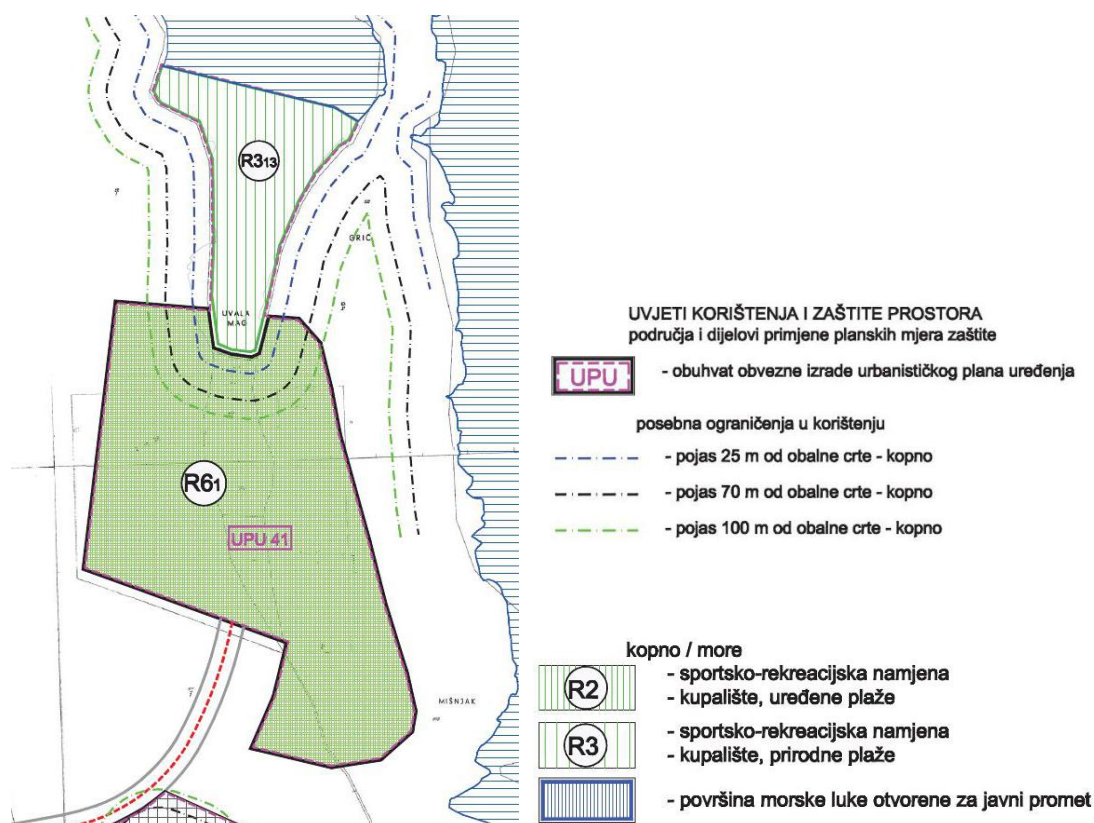 R313
GRIČ
UVALA
MAG
R61
UPU 41
MIŠNJAK
UVJETI KORIŠTENJA I ZAŠTITE PROSTORA
područja i dijelovi primjene planskih mjera zaštite
UPU - obuhvat obvezne izrade urbanističkog plana uređenja
posebna ograničenja u korištenju
- pojas 25 m od obalne crte - kopno
- pojas 70 m od obalne crte - kopno
- pojas 100 m od obalne crte - kopno
kopno / more
R2 - sportsko-rekreacijska namjena
- kupalište, uređene plaže
R3 - sportsko-rekreacijska namjena
- kupalište, prirodne plaže
- površina morske luke otvorene za javni promet